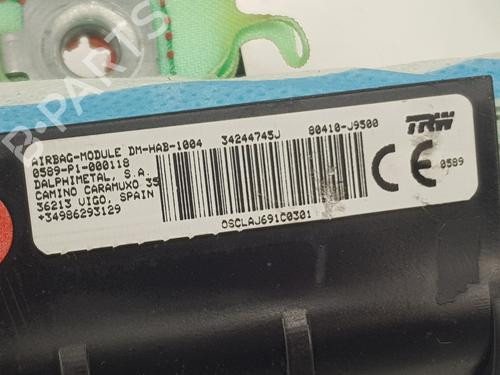 AIRBAG-MODULE DM-HAB-1004 34244745J 80410-J9500
TRW
0589-P1-000118
DALPHIMETAL, S.A.
CAMINO CARAMUXO 35
36213 VIGO, SPAIN
+34986293129
OSCLAJ691C0301
CE 0589
B-PARTS